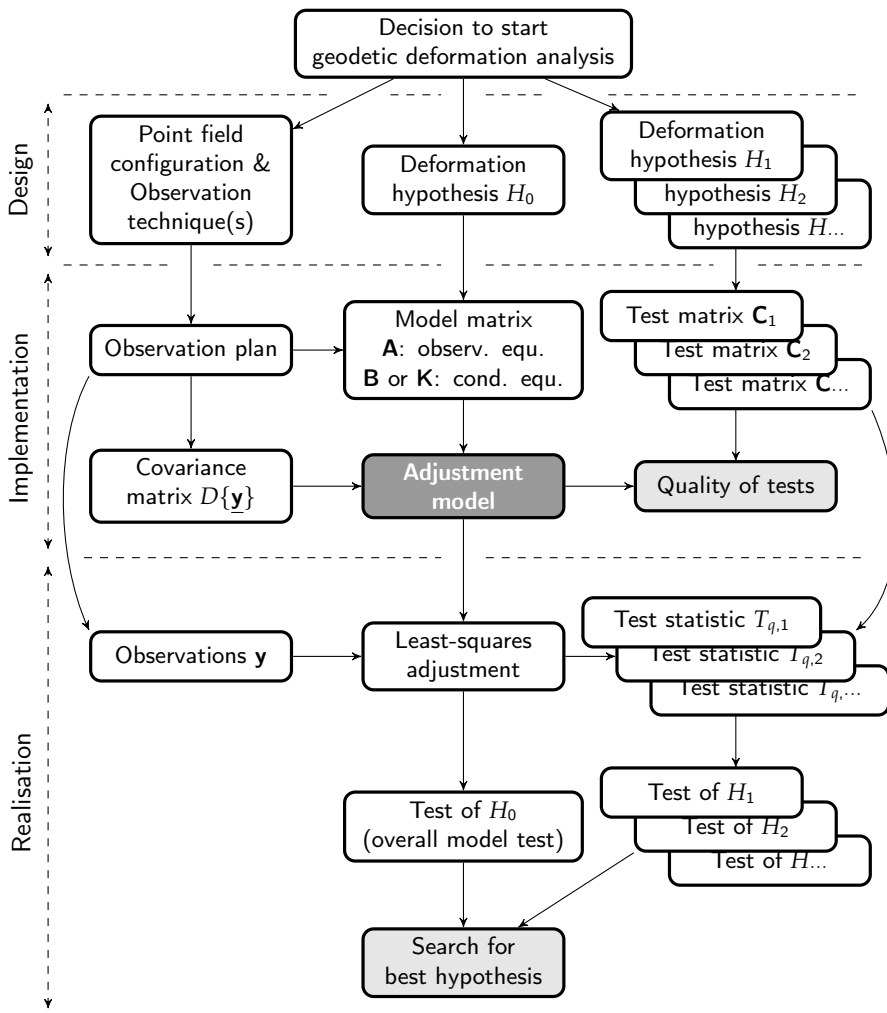 Decision to start
geodetic deformation analysis
Design
Point field
configuration &
Observation
technique(s)
Deformation
hypothesis H₀
Deformation
hypothesis H₁
hypothesis H₂
hypothesis H...
Implementation
Observation plan
Model matrix
A: observ. equ.
B or K: cond. equ.
Test matrix C₁
Test matrix C₂
Test matrix C...
Covariance
matrix D{y}
Adjustment
model
Quality of tests
Realisation
Observations y
Least-squares
adjustment
Test statistic T_{q,1}
Test statistic T_{q,2}
Test statistic T_{q,...}
Test of H₀
(overall model test)
Test of H₁
Test of H₂
Test of H...
Search for
best hypothesis